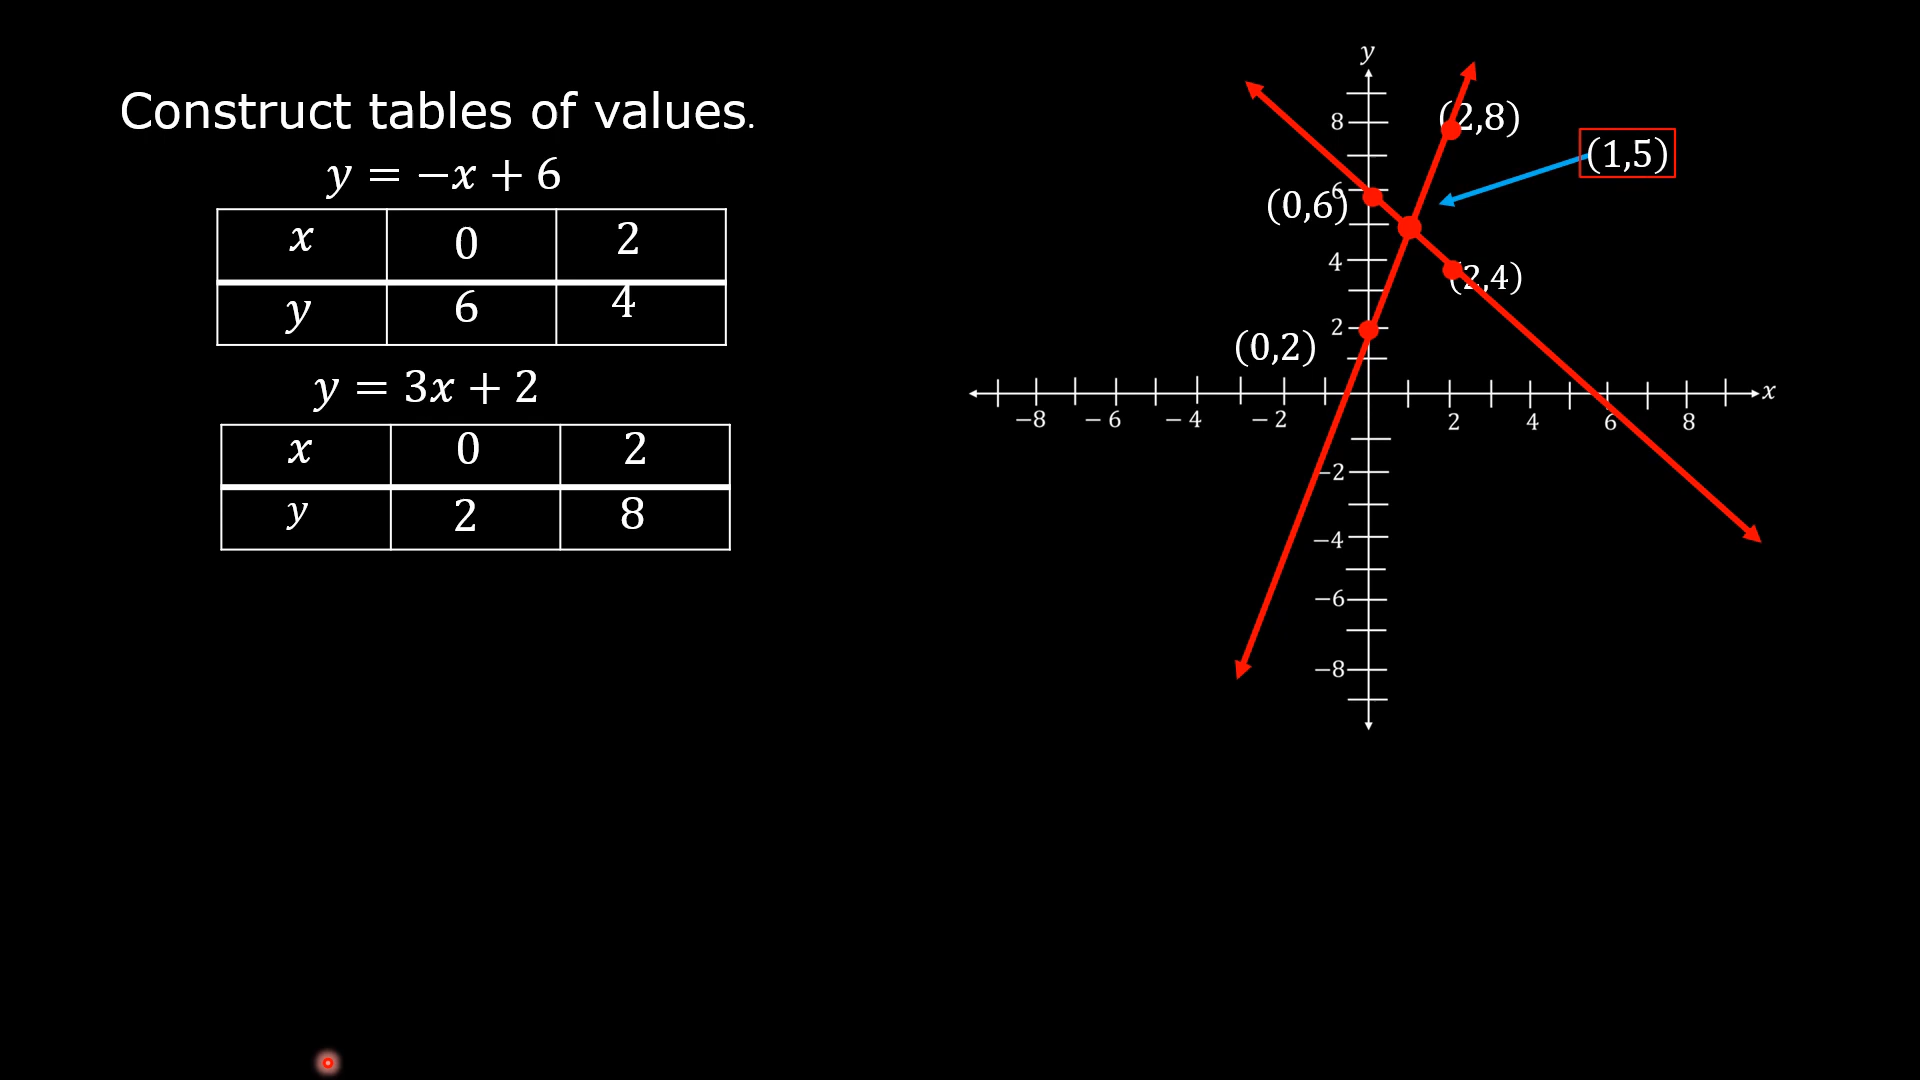 Construct tables of values.
y = −x + 6
x 0 2
y 6 4
y = 3x + 2
x 0 2
y 2 8
y
(2,8)
8
(1,5)
6
(0,6)
4
(2,4)
2
(0,2)
x
−8 − 6 − 4 − 2 2 4 6 8
−2
−4
−6
−8